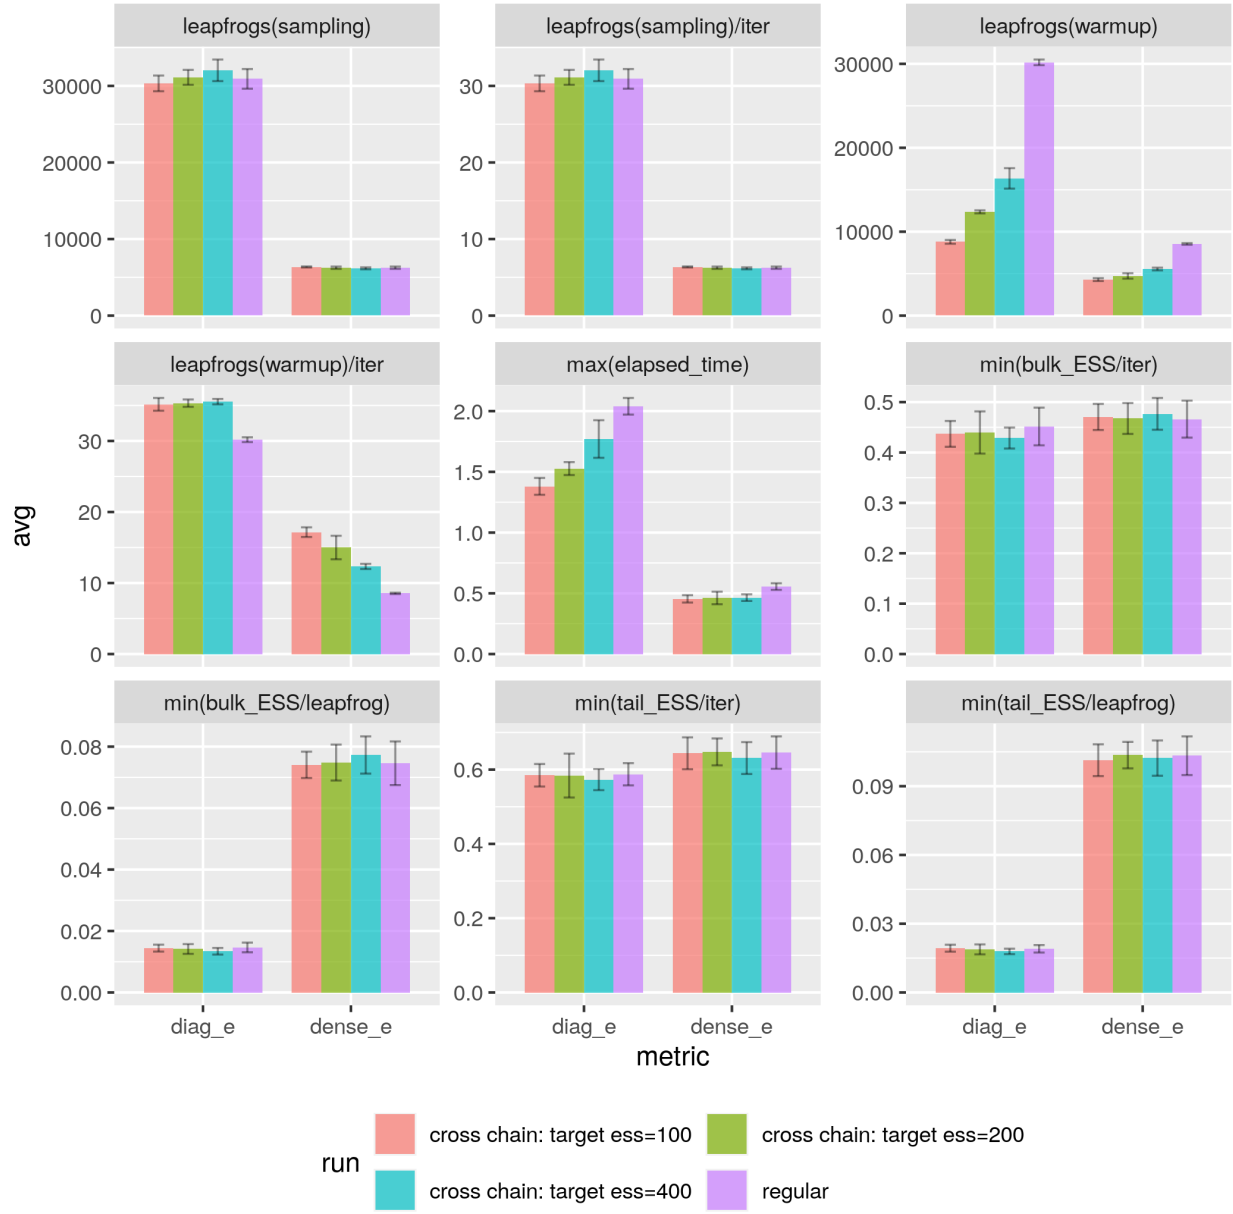 leapfrogs(sampling)
leapfrogs(sampling)/iter
leapfrogs(warmup)
30000
20000
10000
0
30
20
10
0
30000
20000
10000
0
leapfrogs(warmup)/iter
max(elapsed_time)
min(bulk_ESS/iter)
30
20
10
0
2.0
1.5
1.0
0.5
0.0
0.5
0.4
0.3
0.2
0.1
0.0
avg
min(bulk_ESS/leapfrog)
min(tail_ESS/iter)
min(tail_ESS/leapfrog)
0.08
0.06
0.04
0.02
0.00
0.6
0.4
0.2
0.0
0.09
0.06
0.03
0.00
diag_e dense_e
diag_e dense_e
diag_e dense_e
metric
run
cross chain: target ess=100
cross chain: target ess=200
cross chain: target ess=400
regular